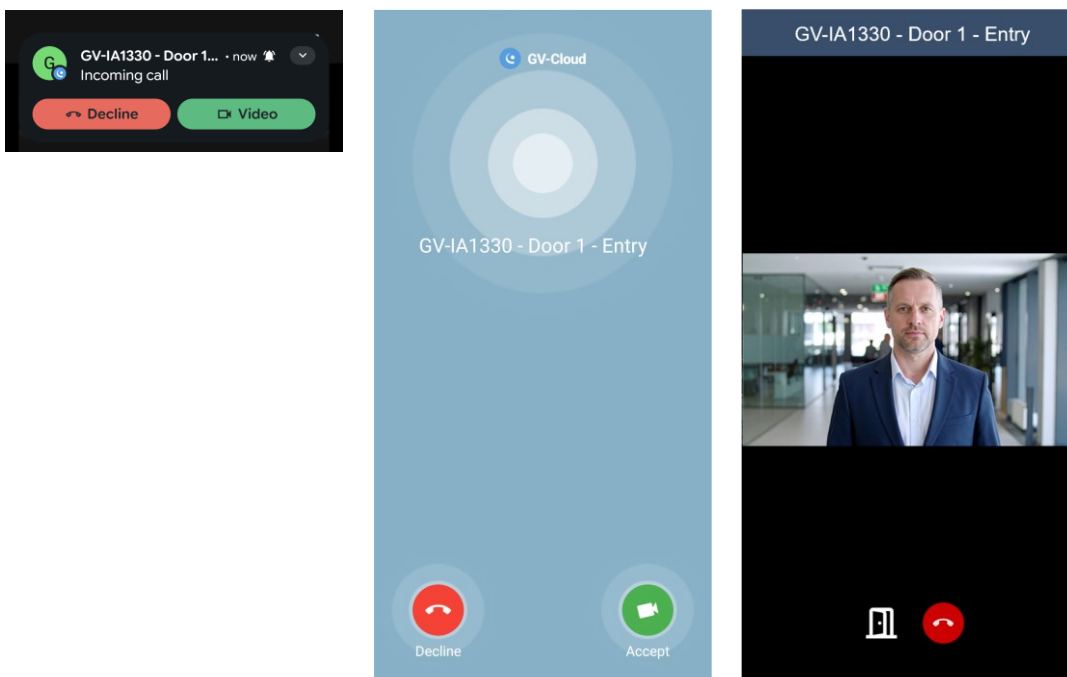 GV-IA1330 - Door 1... · now
Incoming call
Decline
Video
GV-Cloud
GV-IA1330 - Door 1 - Entry
Decline
Accept
GV-IA1330 - Door 1 - Entry